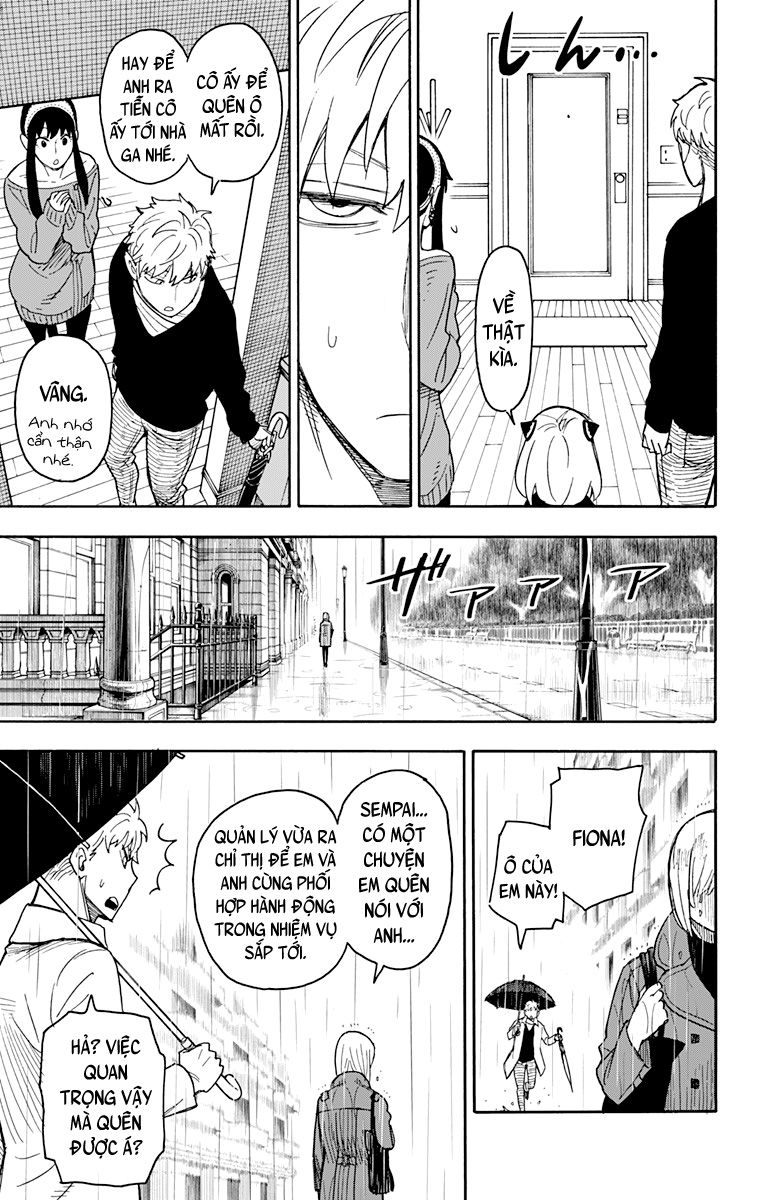 しん...
VỀ
THẬT
KÌA.
CÔ ẤY ĐỂ
QUÊN Ô
MẤT RỒI.
HAY ĐỂ
ANH RA
TIỄN CÔ
ẤY TỚI NHÀ
GA NHÉ.
VÂNG.
Anh nhớ
cẩn thận
nhé.
ザァァァ
FIONA!
Ô CỦA
EM NÀY!
SEMPAI...
CÓ MỘT
CHUYỆN
EM QUÊN
NÓI VỚI
ANH...
QUẢN LÝ VỪA RA
CHỈ THỊ ĐỂ EM VÀ
ANH CÙNG PHỐI
HỢP HÀNH ĐỘNG
TRONG NHIỆM VỤ
SẮP TỚI.
HẢ? VIỆC
QUAN
TRỌNG VẬY
MÀ QUÊN
ĐƯỢC Á?